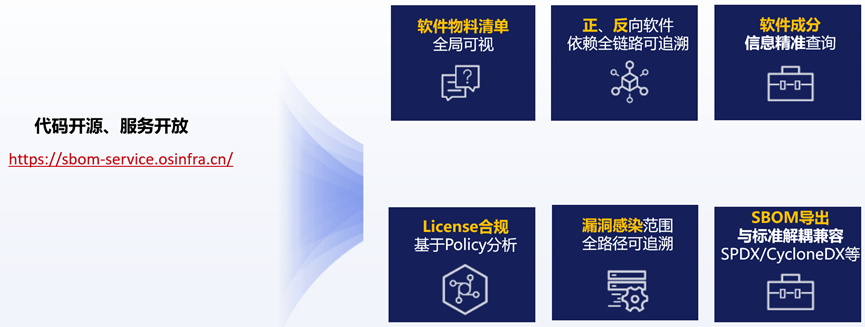 代码开源、服务开放
https://sbom-service.osinfra.cn/
软件物料清单
全局可视
正、反向软件
依赖全链路可追溯
软件成分
信息精准查询
License合规
基于Policy分析
漏洞感染范围
全路径可追溯
SBOM导出
与标准解耦兼容
SPDX/CycloneDX等